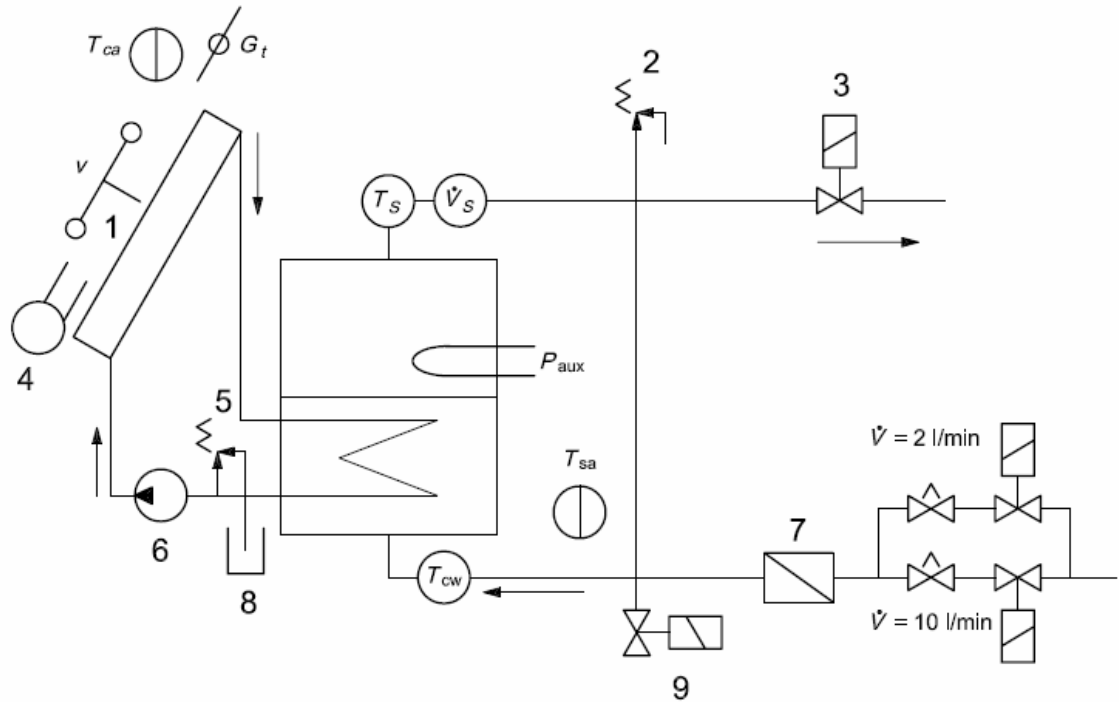 T_ca
G_t
2
3
v
1
T_S
V̇_S
4
P_aux
5
V̇ = 2 l/min
T_sa
6
7
T_cw
8
V̇ = 10 l/min
9